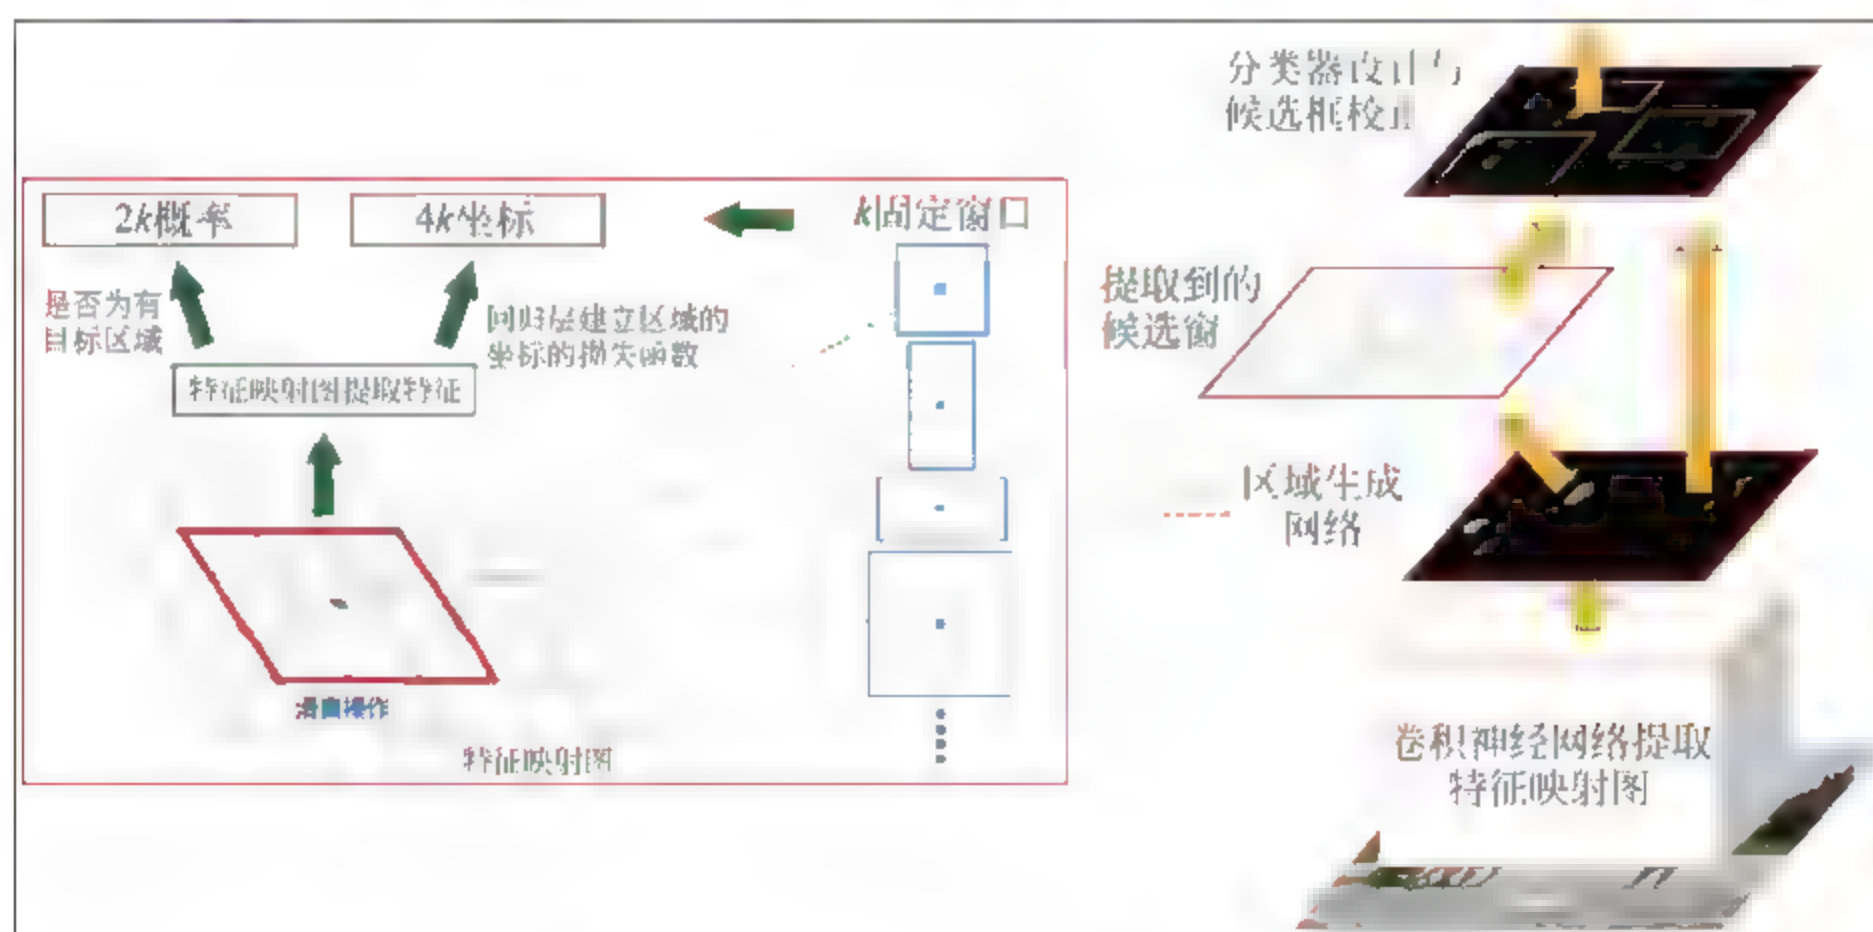 分类器设计与
候选框校正
2k概率
4k坐标
k固定窗口
是否为有
目标区域
回归层建立区域的
坐标的损失函数
提取到的
候选窗
特征映射图提取特征
区域生成
网络
滑窗操作
特征映射图
卷积神经网络提取
特征映射图